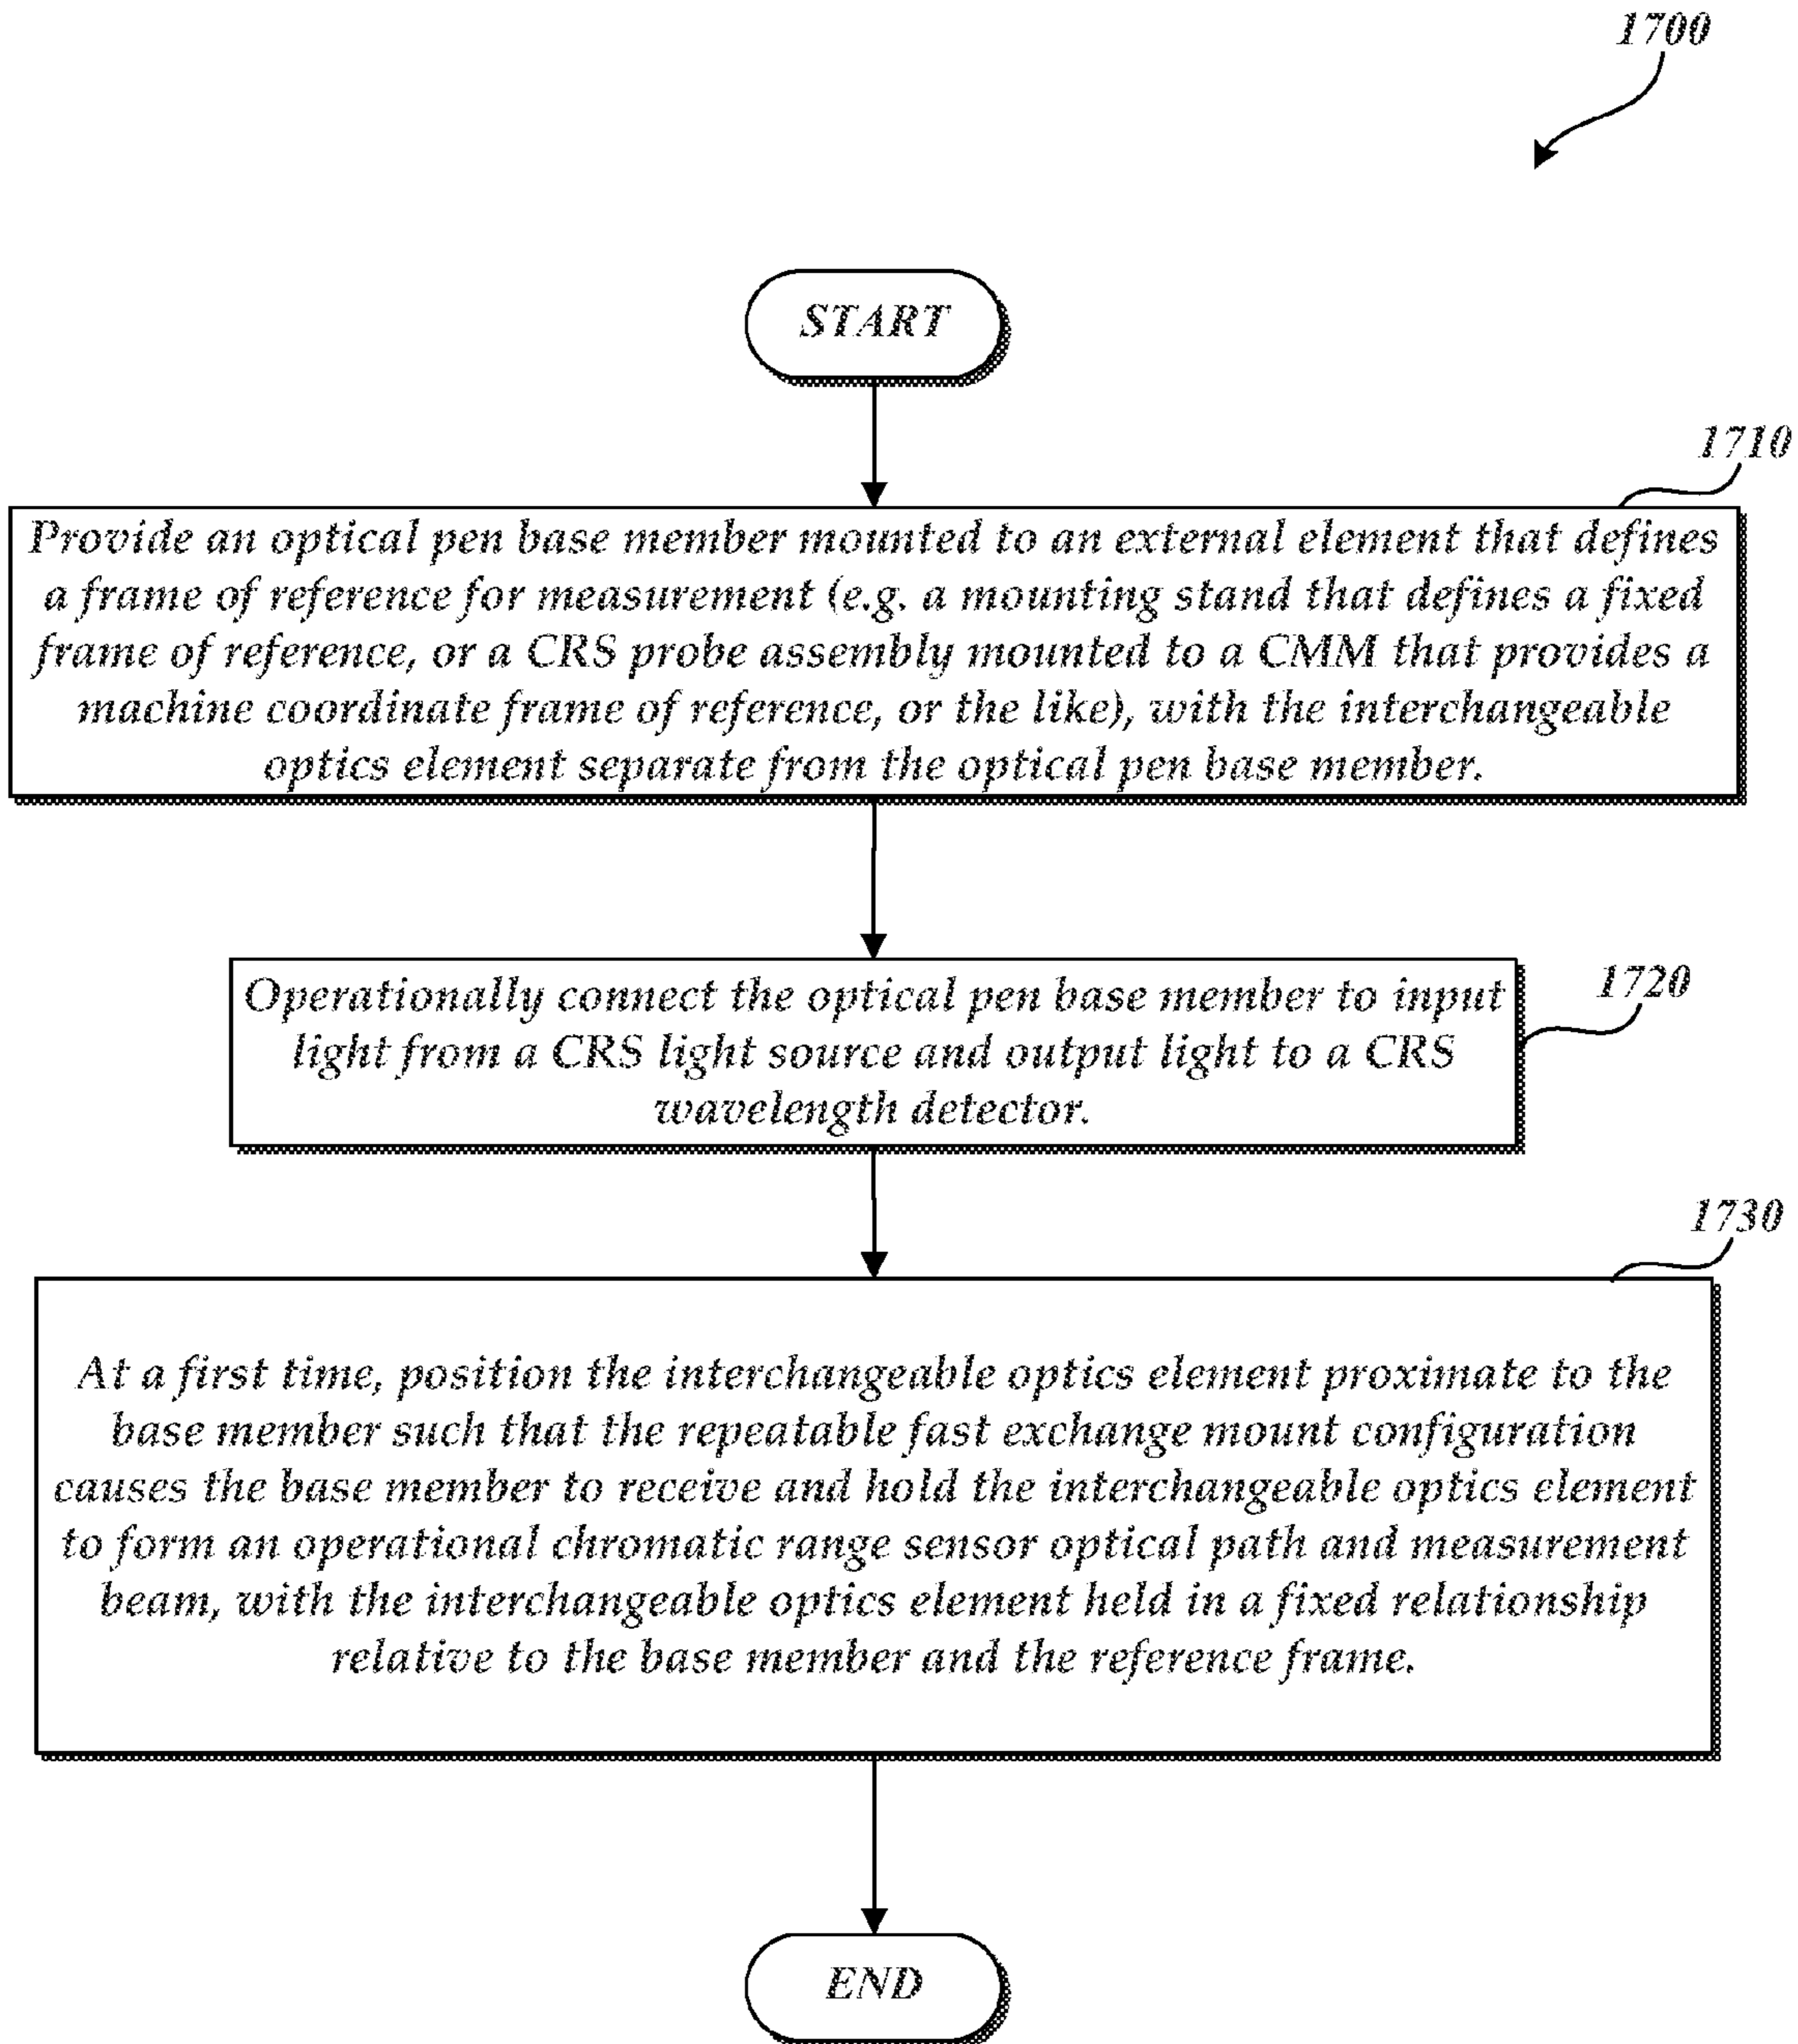 1700
START
1710
Provide an optical pen base member mounted to an external element that defines
a frame of reference for measurement (e.g. a mounting stand that defines a fixed
frame of reference, or a CRS probe assembly mounted to a CMM that provides a
machine coordinate frame of reference, or the like), with the interchangeable
optics element separate from the optical pen base member.
1720
Operationally connect the optical pen base member to input
light from a CRS light source and output light to a CRS
wavelength detector.
1730
At a first time, position the interchangeable optics element proximate to the
base member such that the repeatable fast exchange mount configuration
causes the base member to receive and hold the interchangeable optics element
to form an operational chromatic range sensor optical path and measurement
beam, with the interchangeable optics element held in a fixed relationship
relative to the base member and the reference frame.
END